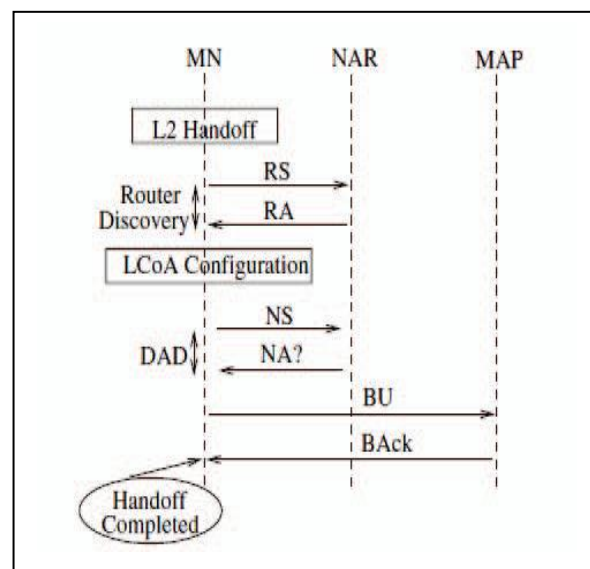 MN NAR MAP
L2 Handoff
RS
Router
Discovery
RA
LCoA Configuration
NS
DAD
NA?
BU
BAck
Handoff
Completed